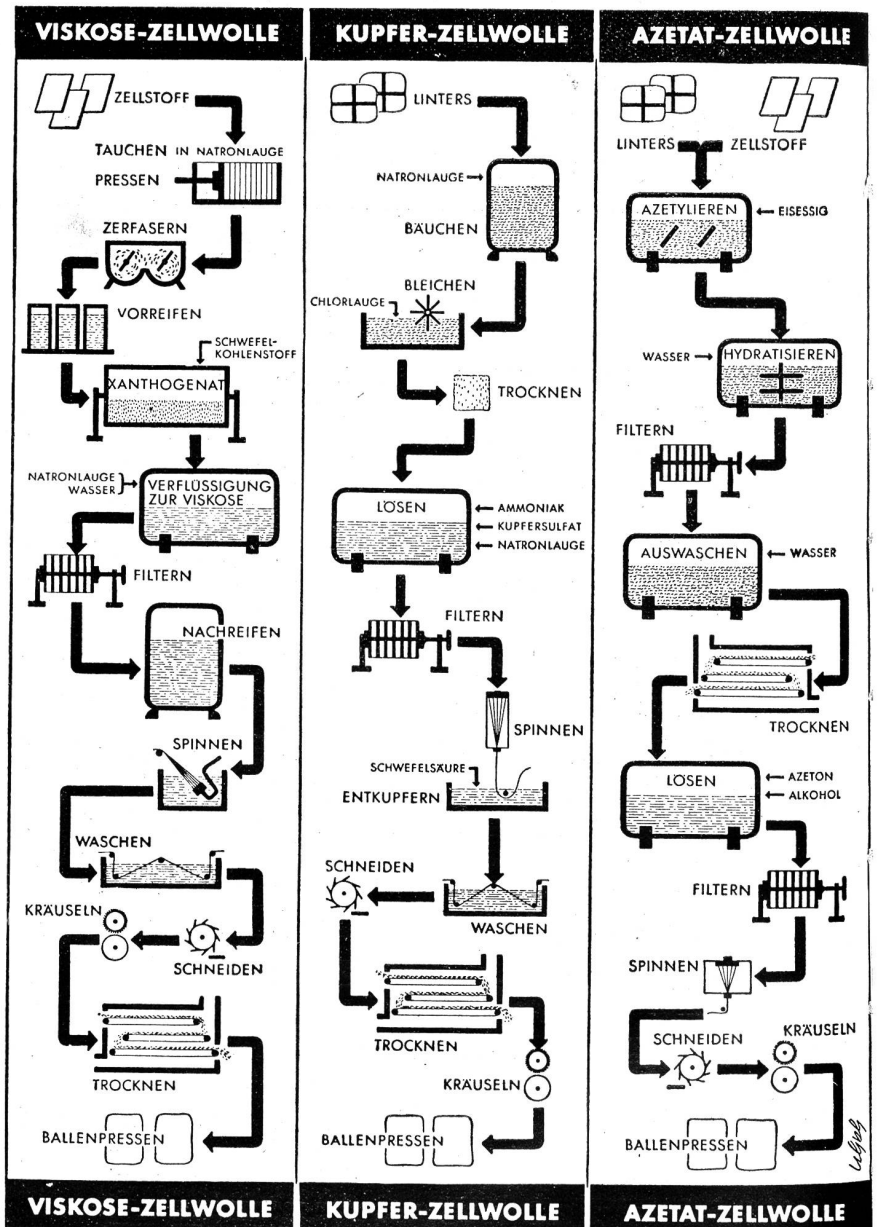 VISKOSE-ZELLWOLLE
ZELLSTOFF
TAUCHEN IN NATRONLAUGE
PRESSEN
ZERFASERN
VORREIFEN
SCHWEFEL-
KOHLENSTOFF
XANTHOGENAT
NATRONLAUGE
WASSER
VERFLÜSSIGUNG
ZUR VISKOSE
FILTERN
NACHREIFEN
SPINNEN
WASCHEN
KRÄUSELN
SCHNEIDEN
TROCKNEN
BALLENPRESSEN
VISKOSE-ZELLWOLLE
KUPFER-ZELLWOLLE
LINTERS
NATRONLAUGE
BÄUCHEN
BLEICHEN
CHLORLAUGE
TROCKNEN
LÖSEN
AMMONIAK
KUPFERSULFAT
NATRONLAUGE
FILTERN
SPINNEN
SCHWEFELSÄURE
ENTKUPFERN
SCHNEIDEN
WASCHEN
TROCKNEN
KRÄUSELN
BALLENPRESSEN
KUPFER-ZELLWOLLE
AZETAT-ZELLWOLLE
LINTERS
ZELLSTOFF
AZETYLIEREN
EISESSIG
WASSER
HYDRATISIEREN
FILTERN
AUSWASCHEN
WASSER
TROCKNEN
LÖSEN
AZETON
ALKOHOL
FILTERN
SPINNEN
SCHNEIDEN
KRÄUSELN
BALLENPRESSEN
AZETAT-ZELLWOLLE